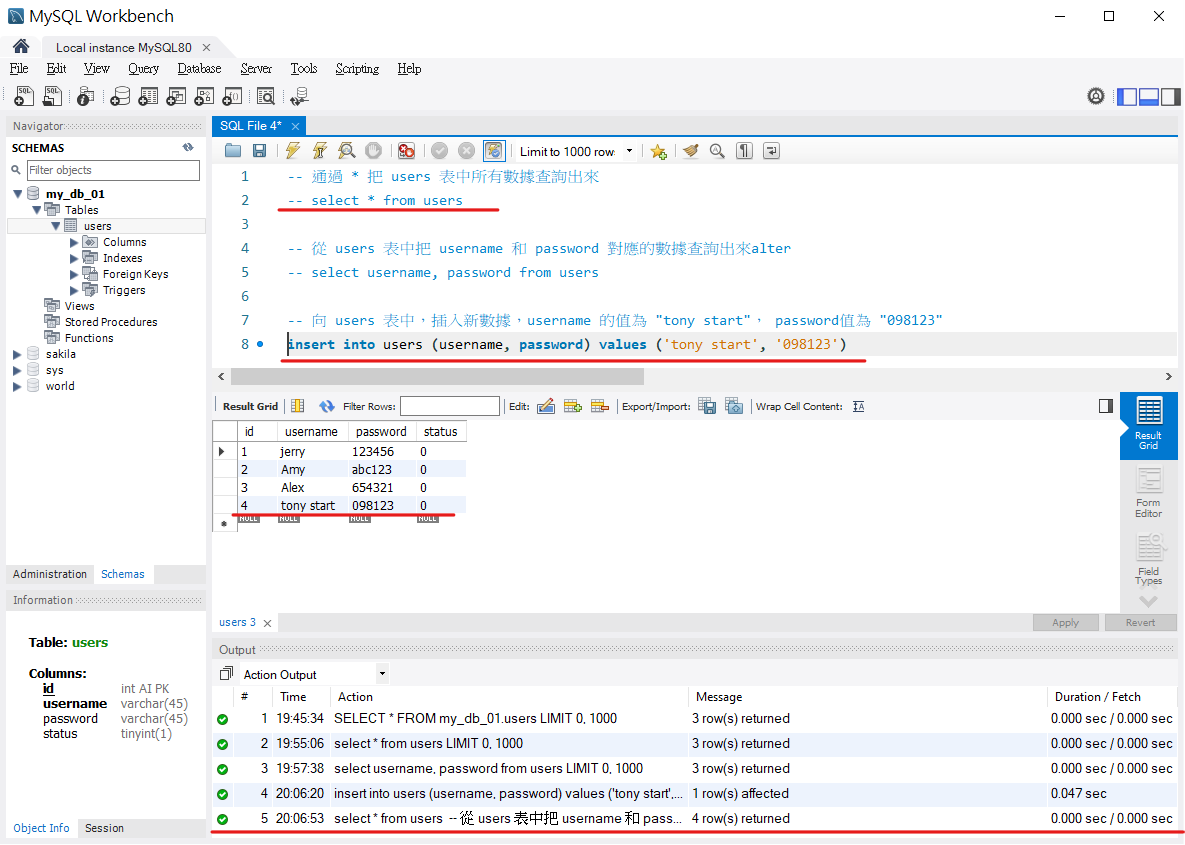 MySQL Workbench
Local instance MySQL80
File Edit View Query Database Server Tools Scripting Help
Navigator
SCHEMAS
Filter objects
my_db_01
Tables
users
Columns
Indexes
Foreign Keys
Triggers
Views
Stored Procedures
Functions
sakila
sys
world
Administration Schemas
Information
Table: users
Columns:
id int AI PK
username varchar(45)
password varchar(45)
status tinyint(1)
Object Info Session
SQL File 4*
Limit to 1000 rows
1 -- 通過 * 把 users 表中所有數據查詢出來
2 -- select * from users
3
4 -- 從 users 表中把 username 和 password 對應的數據查詢出來alter
5 -- select username, password from users
6
7 -- 向 users 表中，插入新數據，username 的值為 "tony start"， password值為 "098123"
8 insert into users (username, password) values ('tony start', '098123')
Result Grid Filter Rows: Edit: Export/Import: Wrap Cell Content:
id username password status
1 jerry 123456 0
2 Amy abc123 0
3 Alex 654321 0
4 tony start 098123 0
NULL NULL NULL NULL
Result Grid
Form Editor
Field Types
users 3
Apply Revert
Output
Action Output
# Time Action Message Duration / Fetch
1 19:45:34 SELECT * FROM my_db_01.users LIMIT 0, 1000 3 row(s) returned 0.000 sec / 0.000 sec
2 19:55:06 select * from users LIMIT 0, 1000 3 row(s) returned 0.000 sec / 0.000 sec
3 19:57:38 select username, password from users LIMIT 0, 1000 3 row(s) returned 0.000 sec / 0.000 sec
4 20:06:20 insert into users (username, password) values ('tony start',... 1 row(s) affected 0.047 sec
5 20:06:53 select * from users -- 從 users 表中把 username 和 pass... 4 row(s) returned 0.000 sec / 0.000 sec